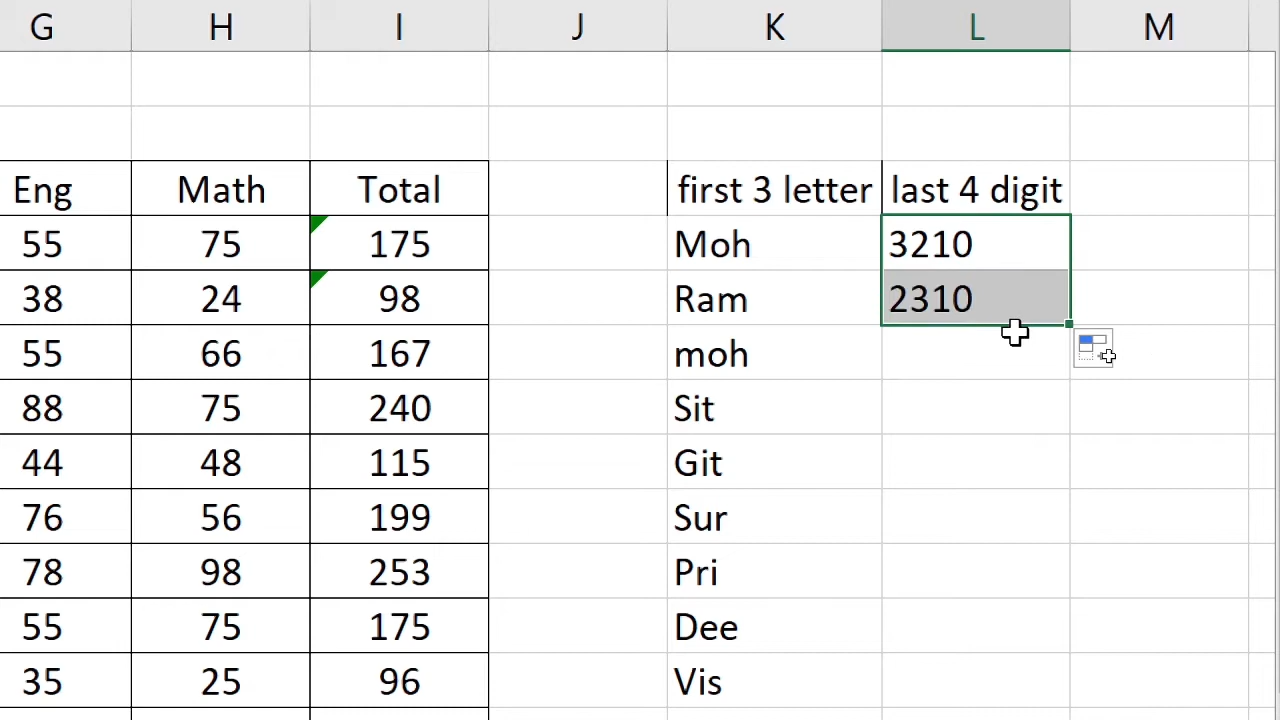 G H I J K L M
Eng Math Total first 3 letter last 4 digit
55 75 175 Moh 3210
38 24 98 Ram 2310
55 66 167 moh
88 75 240 Sit
44 48 115 Git
76 56 199 Sur
78 98 253 Pri
55 75 175 Dee
35 25 96 Vis